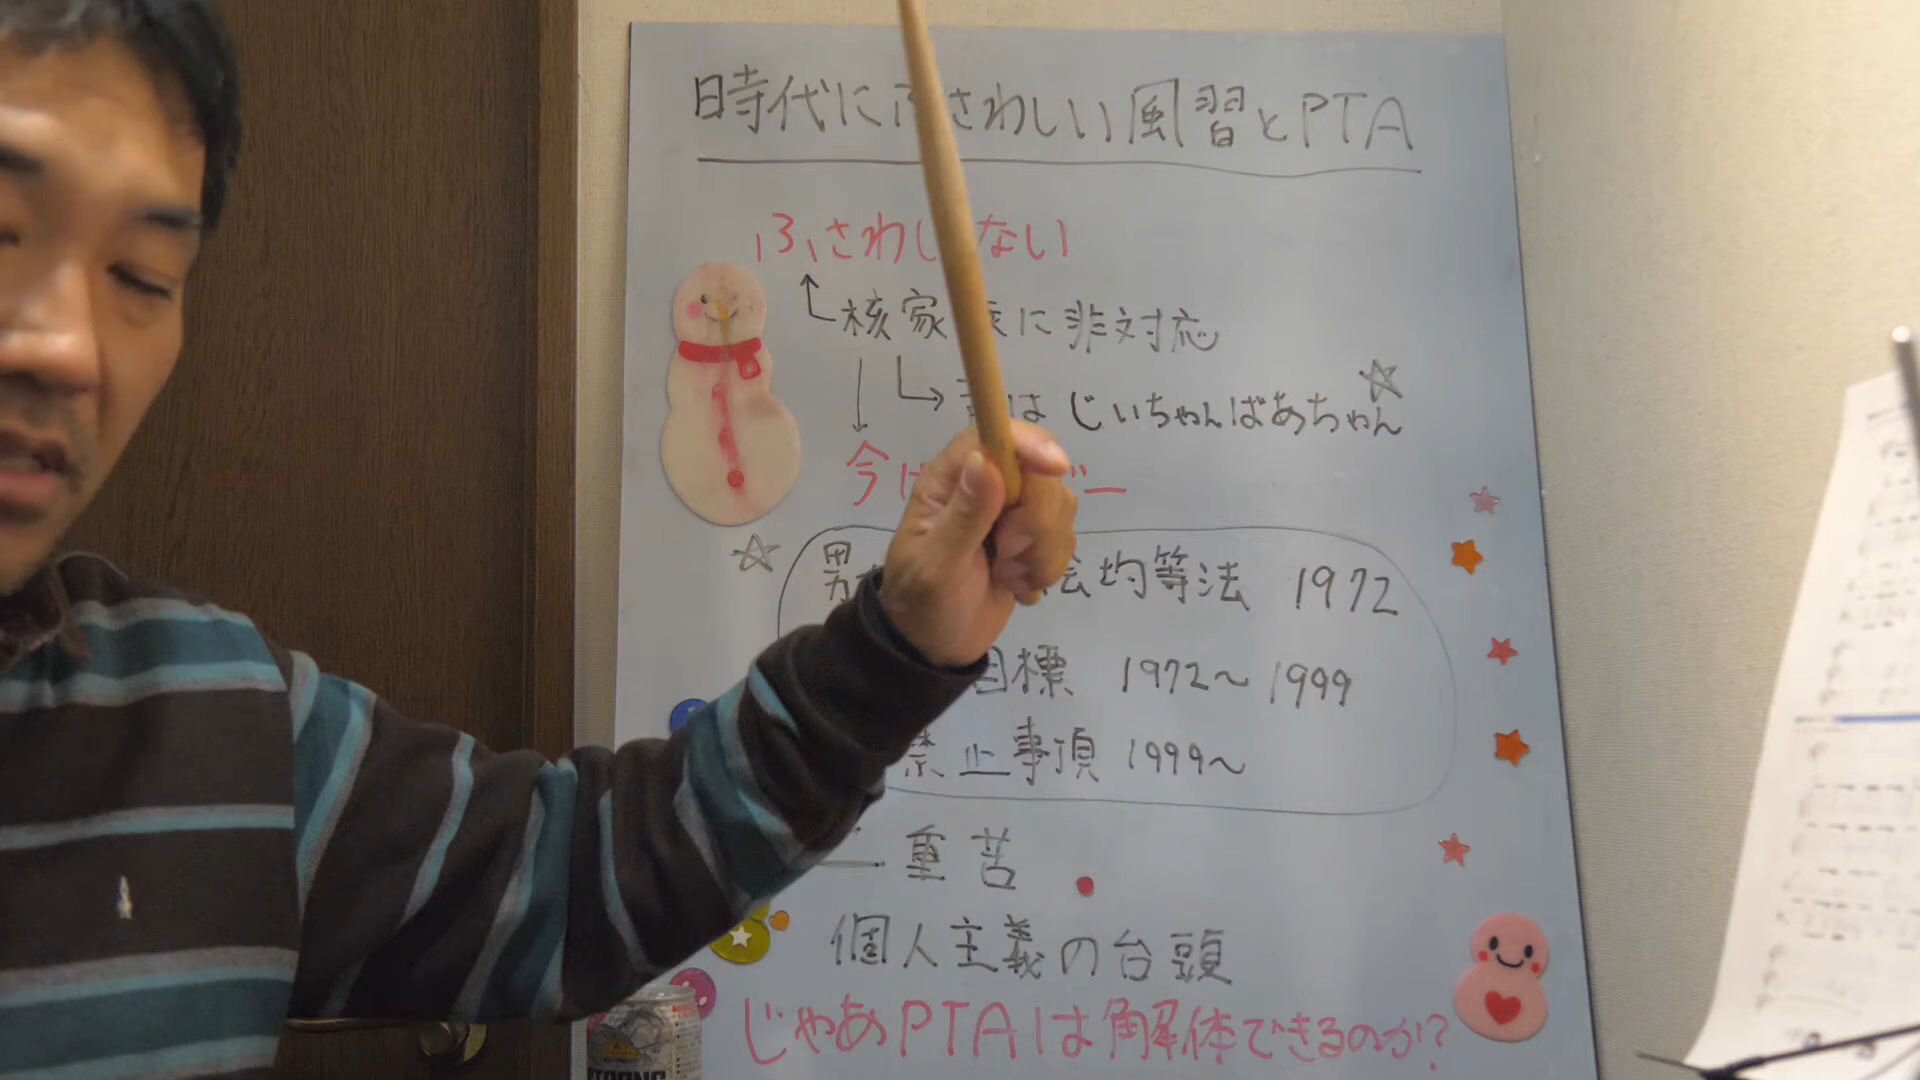 時代にふさわしい風習とPTA
ふさわしくない
核家族に非対応
昔は じいちゃんばあちゃん
今は ー
男 会均等法 1972
目標 1972〜1999
禁止事項 1999〜
重苦
個人主義の台頭
じゃあPTAは解体できるのか?